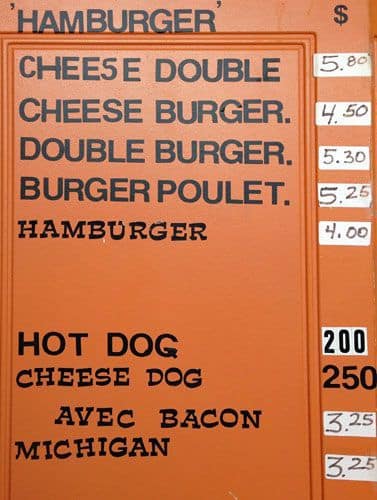 'HAMBURGER' $
CHEESE DOUBLE 5.80
CHEESE BURGER. 4.50
DOUBLE BURGER. 5.30
BURGER POULET. 5.25
HAMBURGER 4.00
HOT DOG 200
CHEESE DOG 250
AVEC BACON 3.25
MICHIGAN 3.25